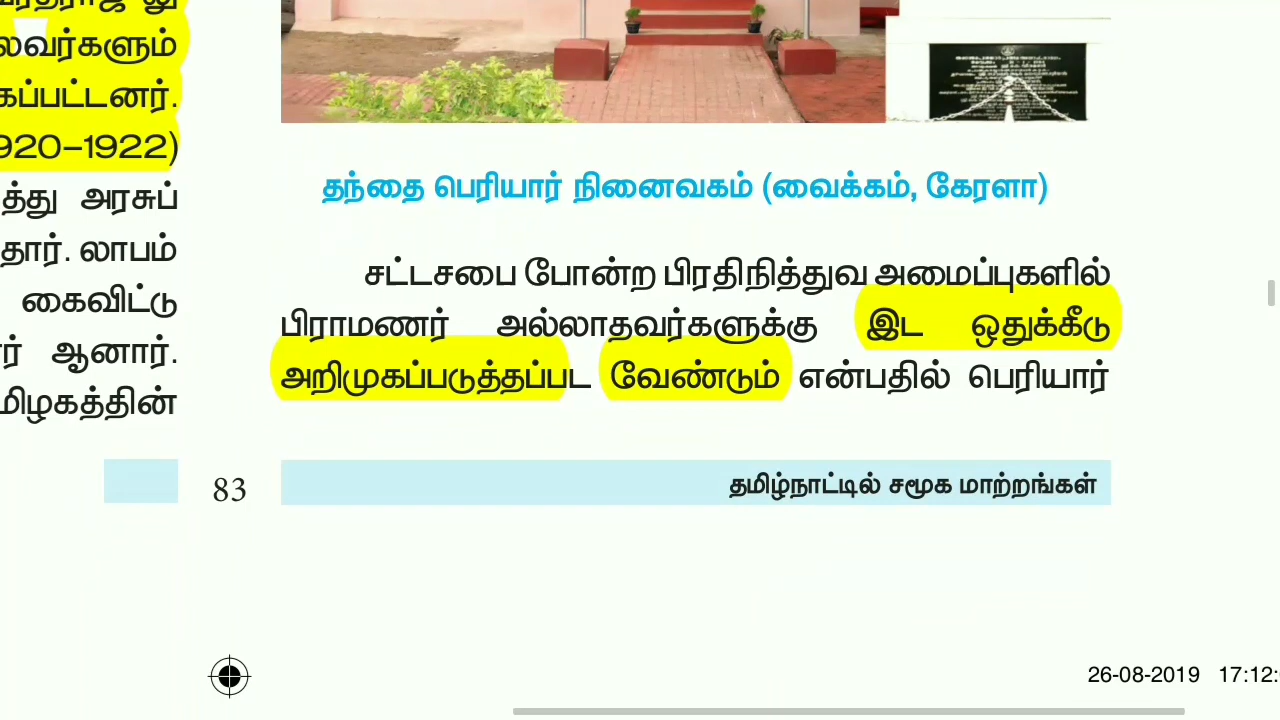 லவர்களும்
கப்பட்டனர்.
920–1922)
த்து அரசுப்
தார். லாபம்
கைவிட்டு
ர் ஆனார்.
மிழகத்தின்
தந்தை பெரியார் நினைவகம் (வைக்கம், கேரளா)
சட்டசபை போன்ற பிரதிநித்துவ அமைப்புகளில்
பிராமணர் அல்லாதவர்களுக்கு இட ஒதுக்கீடு
அறிமுகப்படுத்தப்பட வேண்டும் என்பதில் பெரியார்
83
தமிழ்நாட்டில் சமூக மாற்றங்கள்
26-08-2019 17:12: